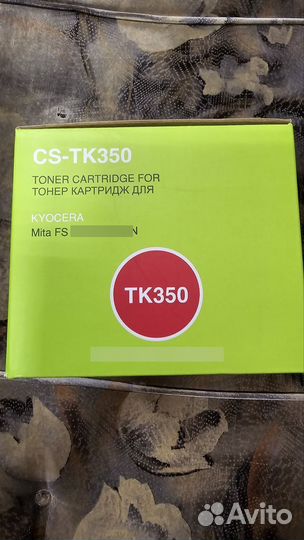 CS-TK350
TONER CARTRIDGE FOR
ТОНЕР КАРТРИДЖ ДЛЯ
KYOCERA
Mita FS N
TK350
Avito